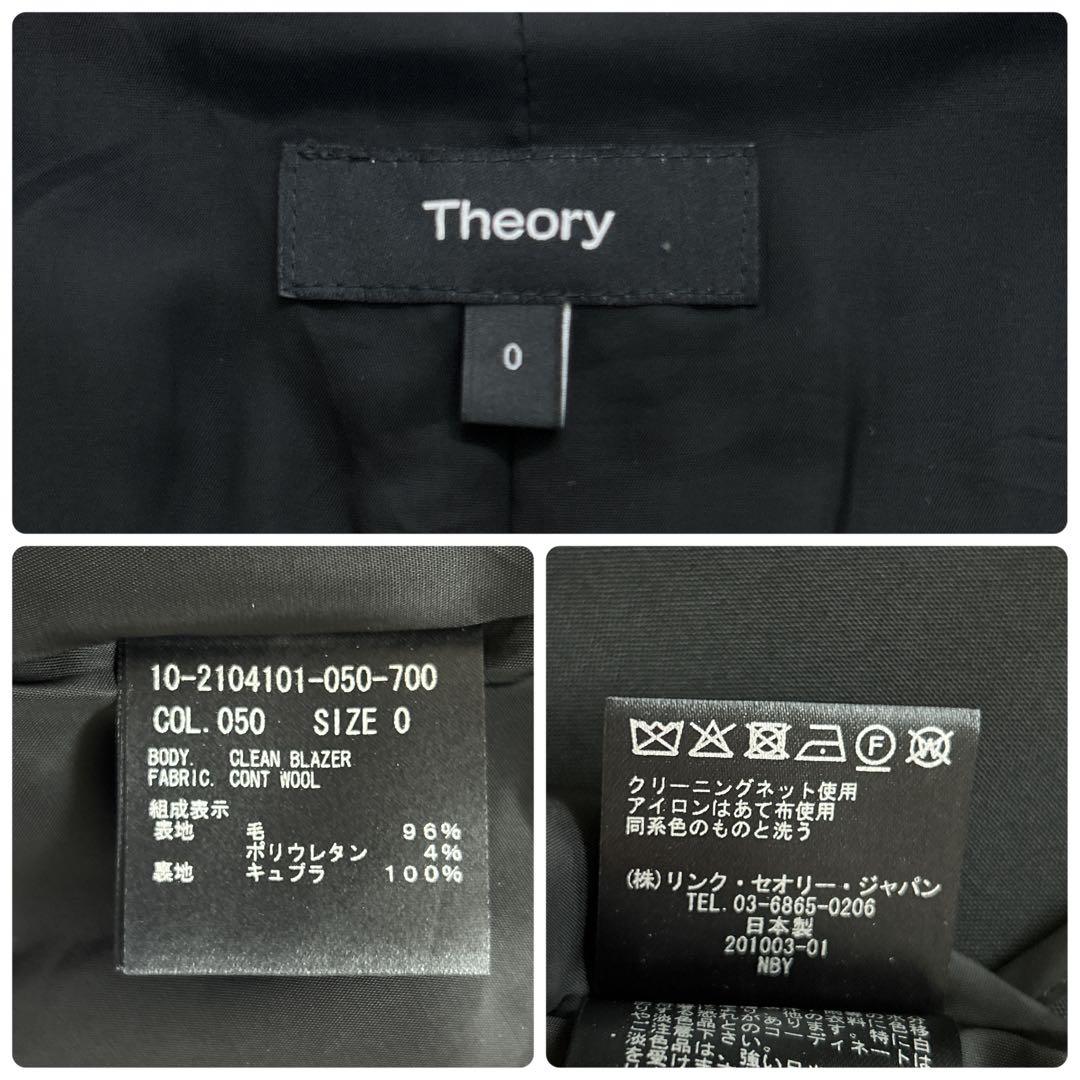 Theory
0
10-2104101-050-700
COL. 050 SIZE 0
BODY. CLEAN BLAZER
FABRIC. CONT WOOL
組成表示
表地 毛 96%
ポリウレタン 4%
裏地 キュプラ 100%
F W
クリーニングネット使用
アイロンはあて布使用
同系色のものと洗う
(株)リンク・セオリー・ジャパン
TEL. 03-6865-0206
日本製
201003-01
NBY